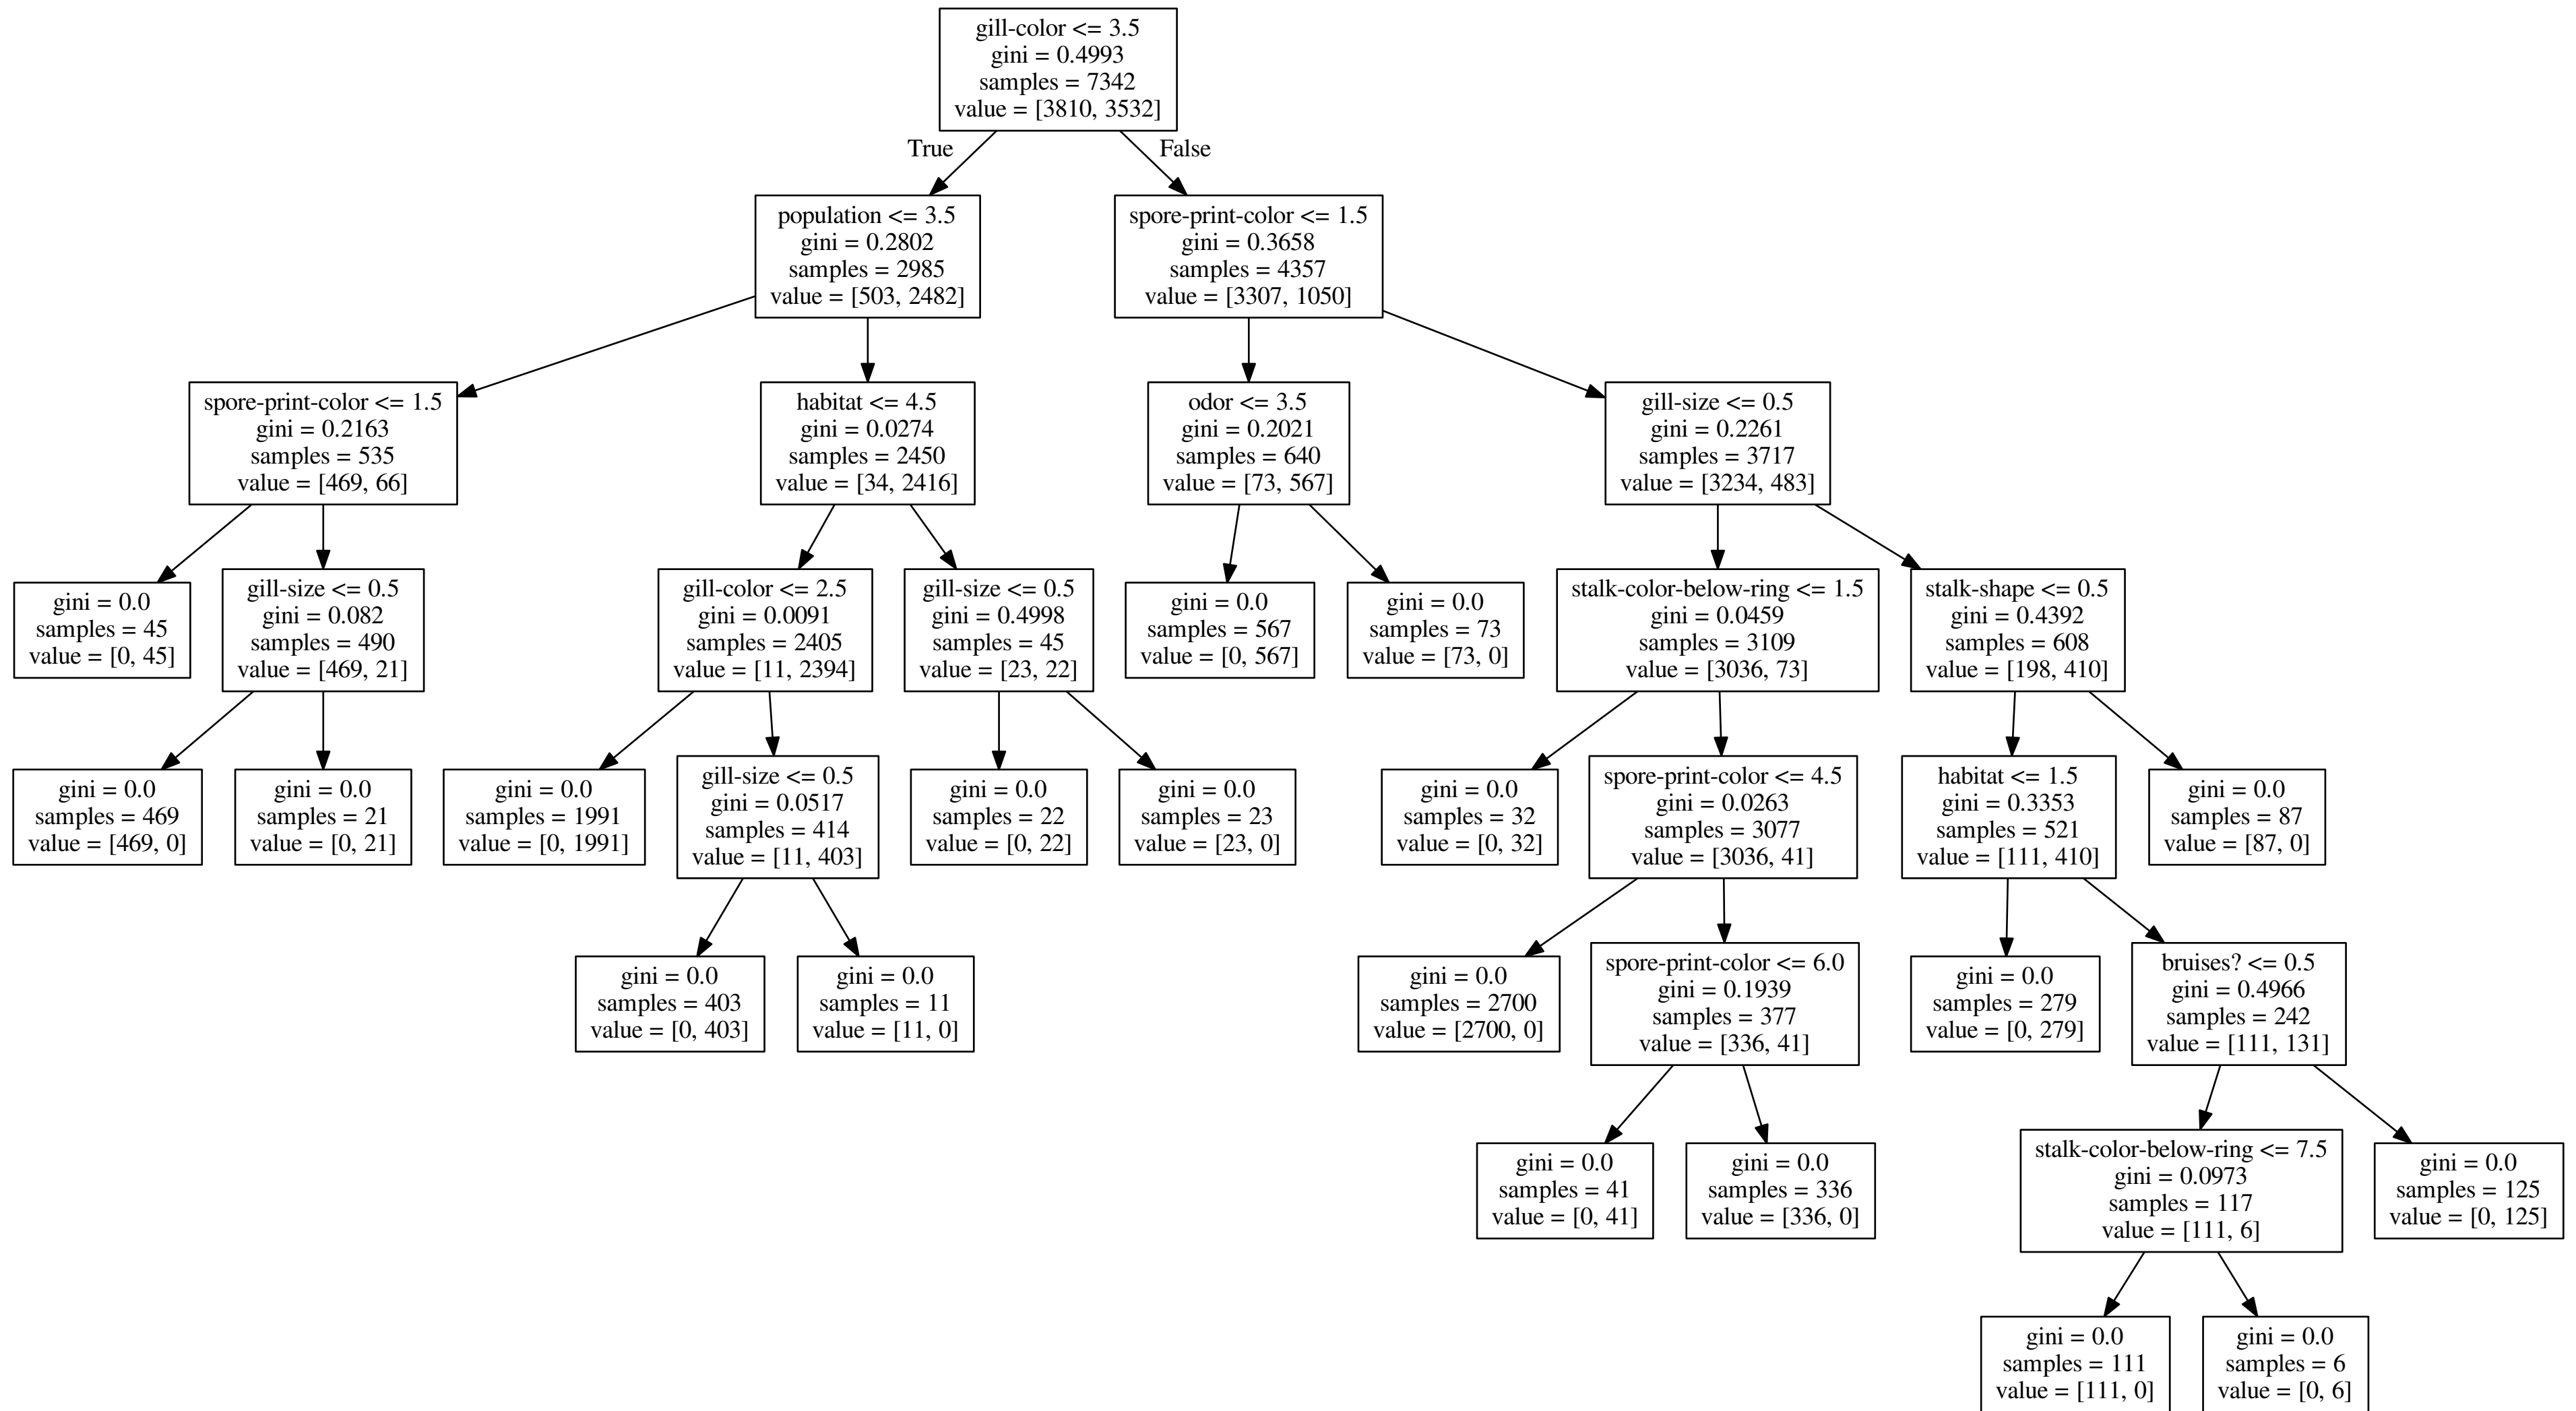 gill-color <= 3.5
gini = 0.4993
samples = 7342
value = [3810, 3532]
True
False
population <= 3.5
gini = 0.2802
samples = 2985
value = [503, 2482]
spore-print-color <= 1.5
gini = 0.3658
samples = 4357
value = [3307, 1050]
spore-print-color <= 1.5
gini = 0.2163
samples = 535
value = [469, 66]
habitat <= 4.5
gini = 0.0274
samples = 2450
value = [34, 2416]
odor <= 3.5
gini = 0.2021
samples = 640
value = [73, 567]
gill-size <= 0.5
gini = 0.2261
samples = 3717
value = [3234, 483]
gini = 0.0
samples = 45
value = [0, 45]
gill-size <= 0.5
gini = 0.082
samples = 490
value = [469, 21]
gill-color <= 2.5
gini = 0.0091
samples = 2405
value = [11, 2394]
gill-size <= 0.5
gini = 0.4998
samples = 45
value = [23, 22]
gini = 0.0
samples = 567
value = [0, 567]
gini = 0.0
samples = 73
value = [73, 0]
stalk-color-below-ring <= 1.5
gini = 0.0459
samples = 3109
value = [3036, 73]
stalk-shape <= 0.5
gini = 0.4392
samples = 608
value = [198, 410]
gini = 0.0
samples = 469
value = [469, 0]
gini = 0.0
samples = 21
value = [0, 21]
gini = 0.0
samples = 1991
value = [0, 1991]
gill-size <= 0.5
gini = 0.0517
samples = 414
value = [11, 403]
gini = 0.0
samples = 22
value = [0, 22]
gini = 0.0
samples = 23
value = [23, 0]
gini = 0.0
samples = 32
value = [0, 32]
spore-print-color <= 4.5
gini = 0.0263
samples = 3077
value = [3036, 41]
habitat <= 1.5
gini = 0.3353
samples = 521
value = [111, 410]
gini = 0.0
samples = 87
value = [87, 0]
gini = 0.0
samples = 403
value = [0, 403]
gini = 0.0
samples = 11
value = [11, 0]
gini = 0.0
samples = 2700
value = [2700, 0]
spore-print-color <= 6.0
gini = 0.1939
samples = 377
value = [336, 41]
gini = 0.0
samples = 279
value = [0, 279]
bruises? <= 0.5
gini = 0.4966
samples = 242
value = [111, 131]
gini = 0.0
samples = 41
value = [0, 41]
gini = 0.0
samples = 336
value = [336, 0]
stalk-color-below-ring <= 7.5
gini = 0.0973
samples = 117
value = [111, 6]
gini = 0.0
samples = 125
value = [0, 125]
gini = 0.0
samples = 111
value = [111, 0]
gini = 0.0
samples = 6
value = [0, 6]